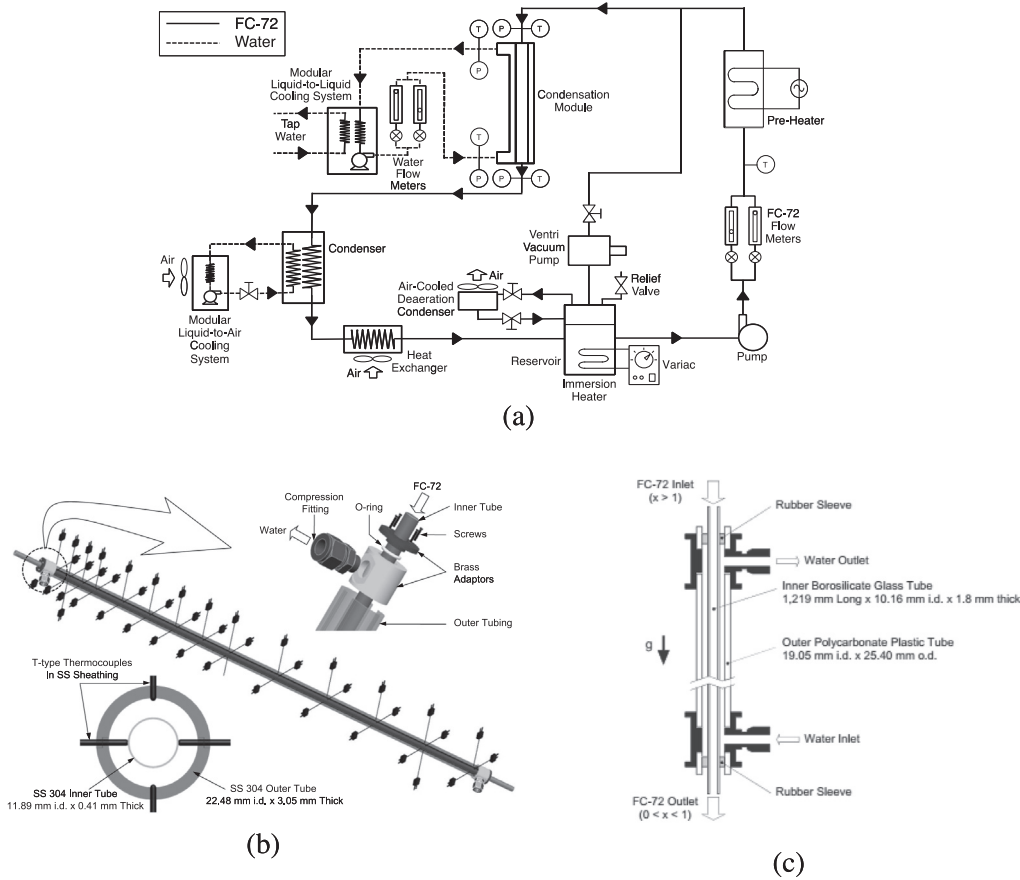 FC-72
Water
Modular
Liquid-to-Liquid
Cooling System
Tap
Water
Water
Flow
Meters
T
P
P
T
Condensation
Module
T
P
P
T
Pre-Heater
T
FC-72
Flow
Meters
Condenser
Air
Modular
Liquid-to-Air
Cooling
System
Ventri
Vacuum
Pump
Air
Air-Cooled
Deaeration
Condenser
Relief
Valve
Heat
Exchanger
Air
Reservoir
Immersion
Heater
Variac
Pump
(a)
FC-72
Compression
Fitting
O-ring
Inner Tube
Water
Screws
Brass
Adaptors
Outer Tubing
T-type Thermocouples
In SS Sheathing
SS 304 Inner Tube
11.89 mm i.d. x 0.41 mm Thick
SS 304 Outer Tube
22.48 mm i.d. x 3.05 mm Thick
(b)
FC-72 Inlet
(x > 1)
Rubber Sleeve
Water Outlet
Inner Borosilicate Glass Tube
1,219 mm Long x 10.16 mm i.d. x 1.8 mm thick
g
Outer Polycarbonate Plastic Tube
19.05 mm i.d. x 25.40 mm o.d.
Water Inlet
Rubber Sleeve
FC-72 Outlet
(0 < x < 1)
(c)